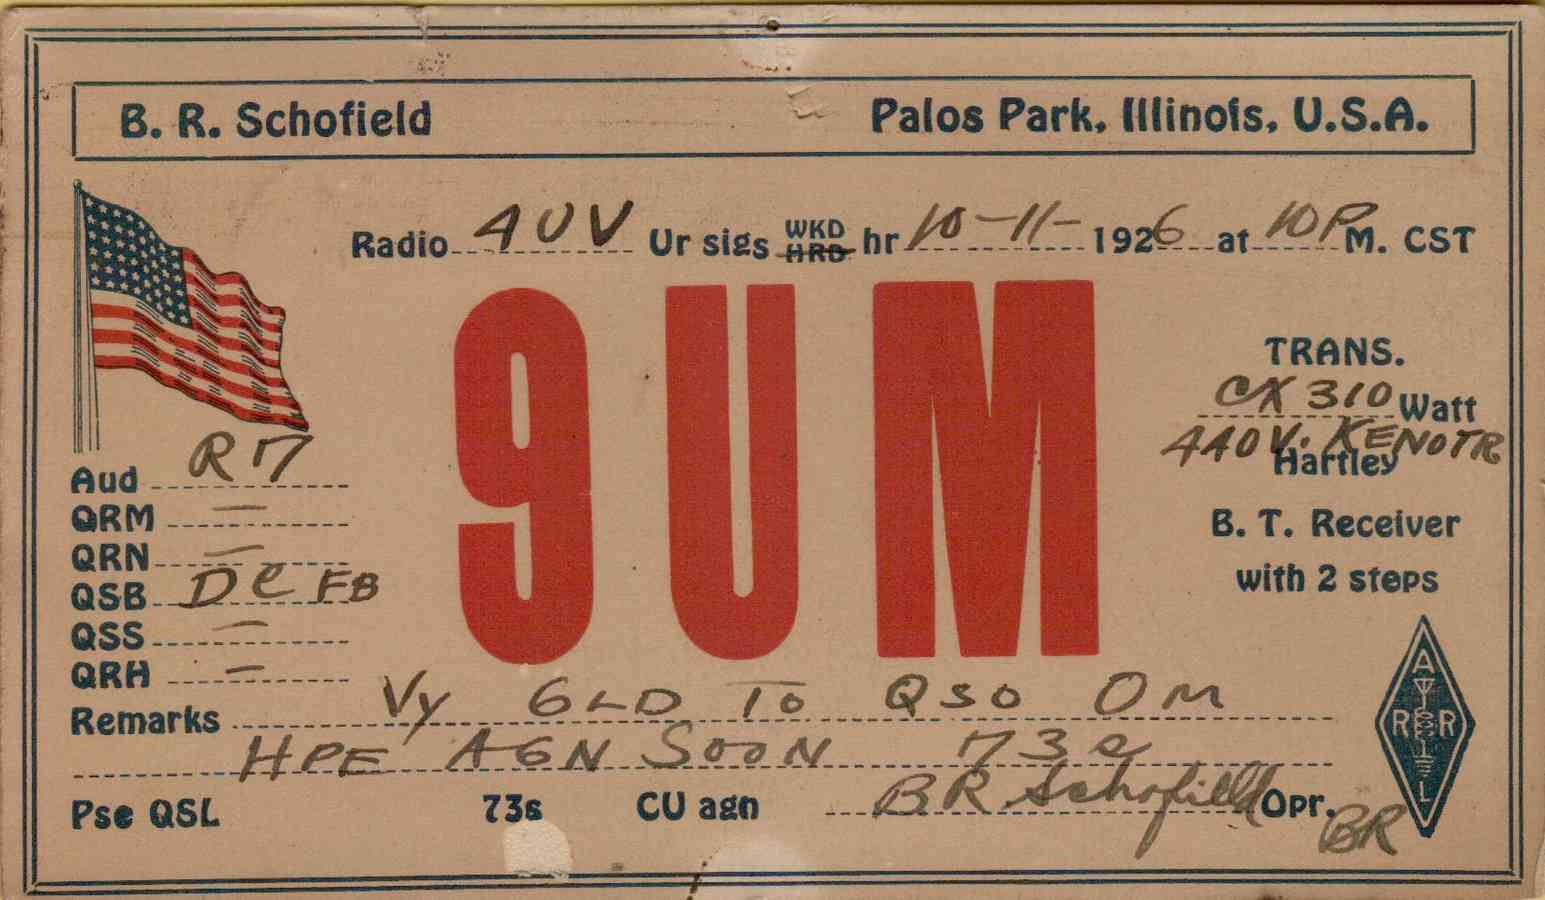 B. R. Schofield Palos Park, Illinois, U.S.A.
Radio 4UV Ur sigs WKD HRD hr 10-11-1926 at 10P M. CST
9UM
TRANS.
CX 310 Watt
440V. KENOTR
Hartley
B. T. Receiver
with 2 steps
Aud R7
QRM —
QRN —
QSB DC FB
QSS —
QRH —
Remarks Vy GLD To QSO OM
HPE AGN SooN 73s
Pse QSL 73s CU agn BR Schofield Opr. BR
A
R R
L